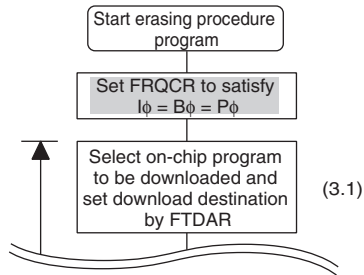 Start erasing procedure
program
Set FRQCR to satisfy
Iϕ = Bϕ = Pϕ
Select on-chip program
to be downloaded and
set download destination
by FTDAR
(3.1)